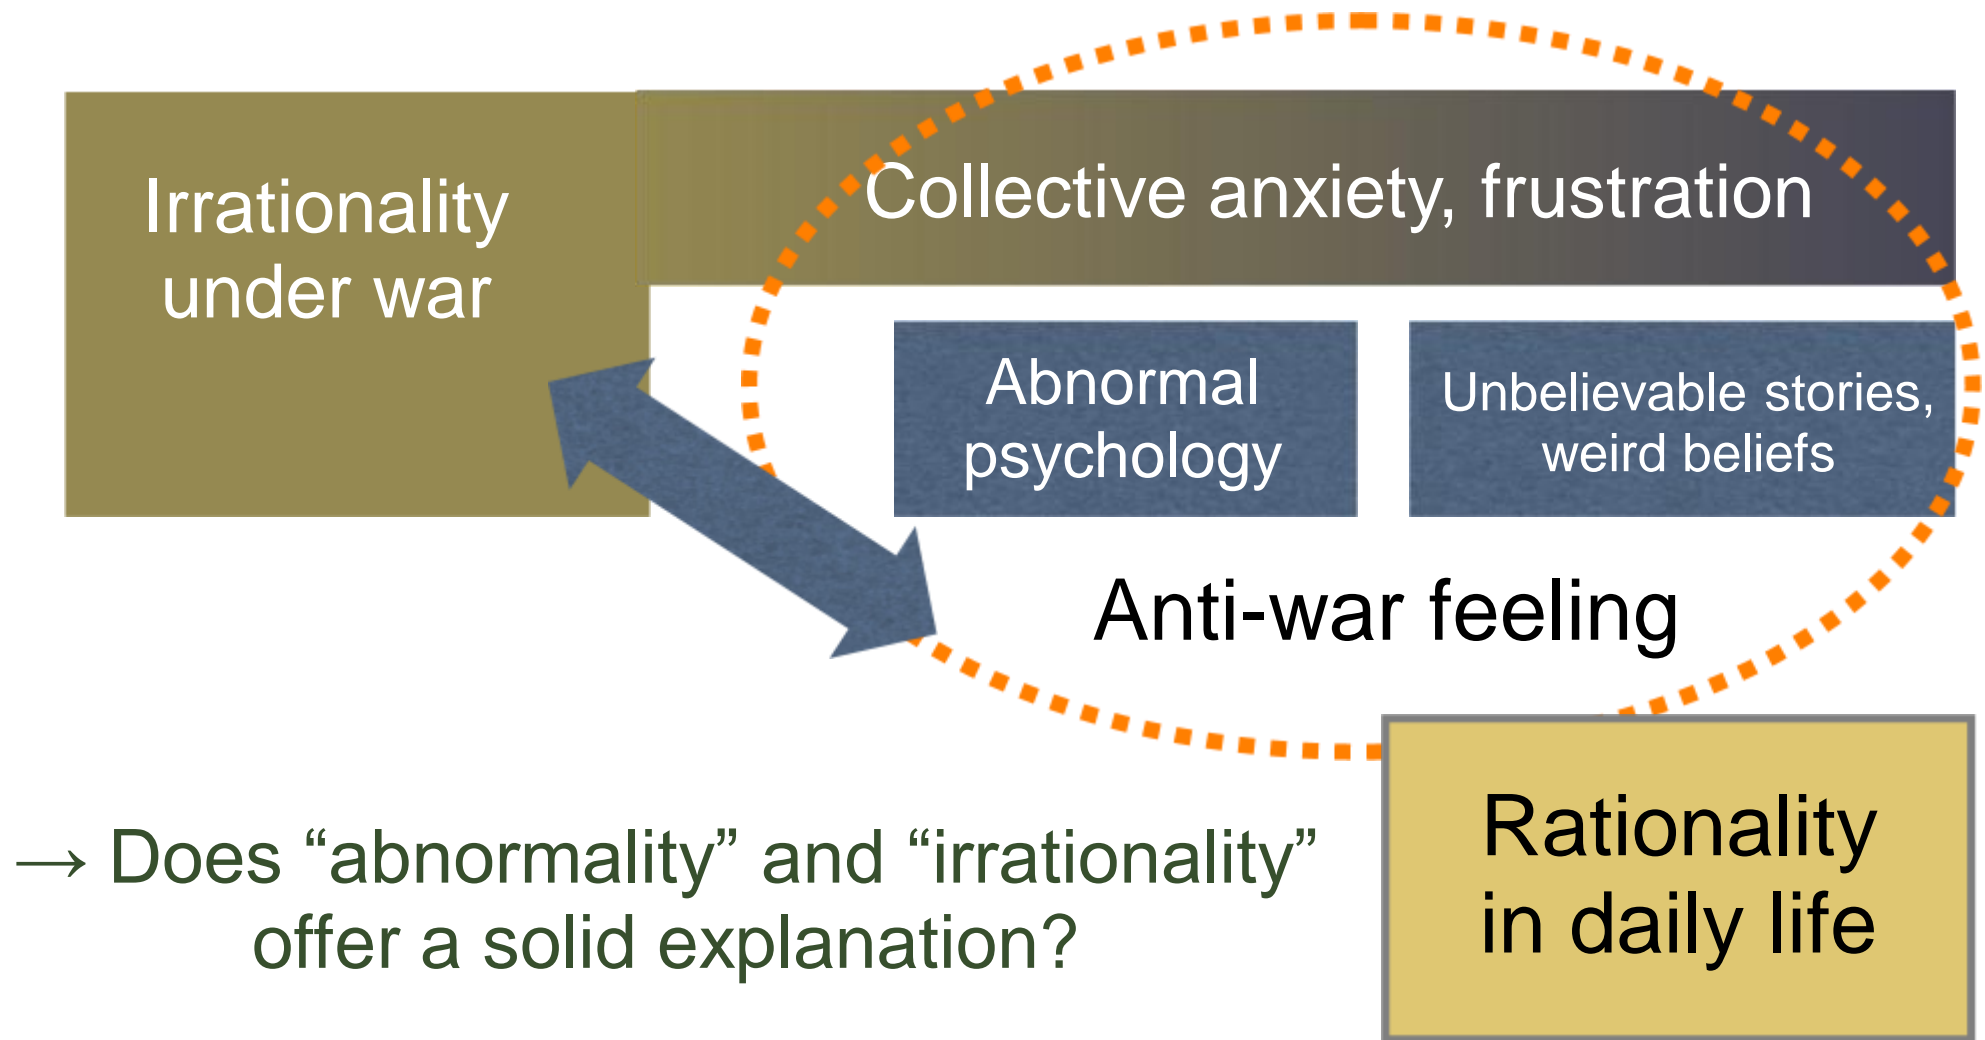 Irrationality
under war
Collective anxiety, frustration
Abnormal
psychology
Unbelievable stories,
weird beliefs
Anti-war feeling
→ Does “abnormality” and “irrationality”
offer a solid explanation?
Rationality
in daily life